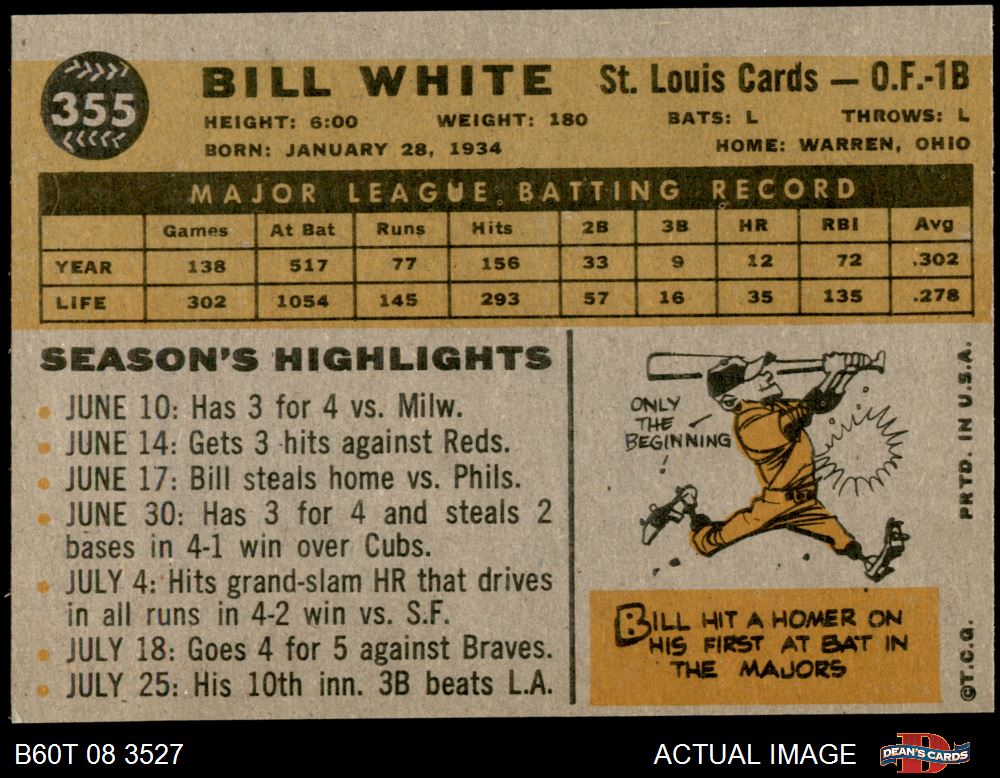 355
BILL WHITE St. Louis Cards — O.F.-1B
HEIGHT: 6:00 WEIGHT: 180 BATS: L THROWS: L
BORN: JANUARY 28, 1934 HOME: WARREN, OHIO
MAJOR LEAGUE BATTING RECORD
Games At Bat Runs Hits 2B 3B HR RBI Avg
YEAR 138 517 77 156 33 9 12 72 .302
LIFE 302 1054 145 293 57 16 35 135 .278
SEASON'S HIGHLIGHTS
JUNE 10: Has 3 for 4 vs. Milw.
JUNE 14: Gets 3 hits against Reds.
JUNE 17: Bill steals home vs. Phils.
JUNE 30: Has 3 for 4 and steals 2
bases in 4-1 win over Cubs.
JULY 4: Hits grand-slam HR that drives
in all runs in 4-2 win vs. S.F.
JULY 18: Goes 4 for 5 against Braves.
JULY 25: His 10th inn. 3B beats L.A.
ONLY
THE
BEGINNING
!
BILL HIT A HOMER ON
HIS FIRST AT BAT IN
THE MAJORS
©T.C.G. PRTD. IN U.S.A.
B60T 08 3527 ACTUAL IMAGE D DEAN'S CARDS